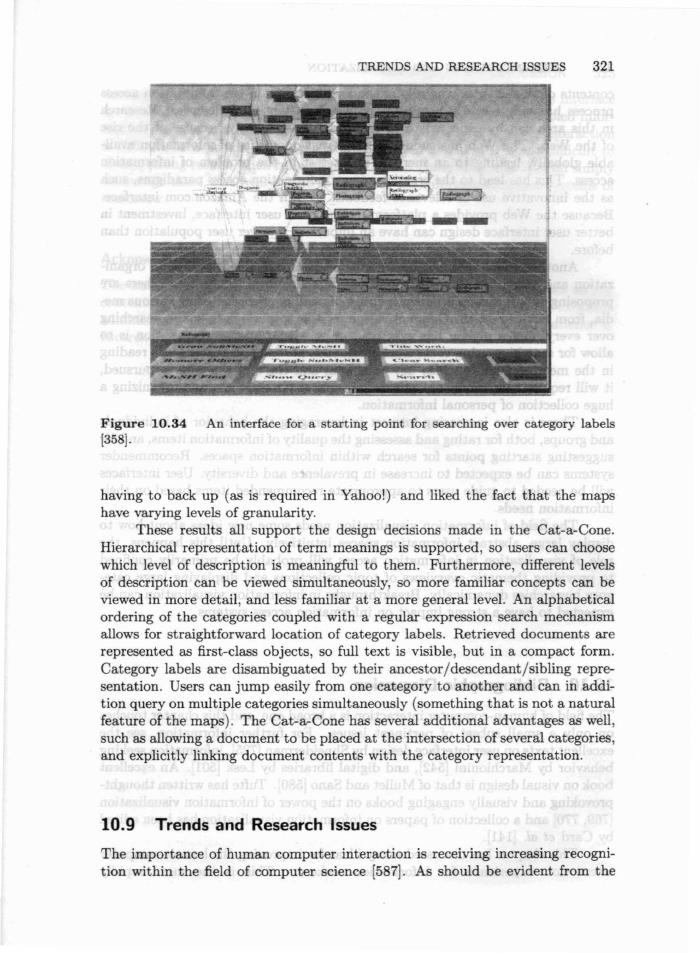 TRENDS AND RESEARCH ISSUES 321
Radiograph
Photograph
Radiograph
Grow SubMeSH Toggle MeSH Title Word:
Remove Others Toggle SubMeSH Clear Search
MeSH Find Show Query Search
Figure 10.34 An interface for a starting point for searching over category labels
[358].
having to back up (as is required in Yahoo!) and liked the fact that the maps
have varying levels of granularity.
These results all support the design decisions made in the Cat-a-Cone.
Hierarchical representation of term meanings is supported, so users can choose
which level of description is meaningful to them. Furthermore, different levels
of description can be viewed simultaneously, so more familiar concepts can be
viewed in more detail, and less familiar at a more general level. An alphabetical
ordering of the categories coupled with a regular expression search mechanism
allows for straightforward location of category labels. Retrieved documents are
represented as first-class objects, so full text is visible, but in a compact form.
Category labels are disambiguated by their ancestor/descendant/sibling repre-
sentation. Users can jump easily from one category to another and can in addi-
tion query on multiple categories simultaneously (something that is not a natural
feature of the maps). The Cat-a-Cone has several additional advantages as well,
such as allowing a document to be placed at the intersection of several categories,
and explicitly linking document contents with the category representation.
10.9 Trends and Research Issues
The importance of human computer interaction is receiving increasing recogni-
tion within the field of computer science [587]. As should be evident from the